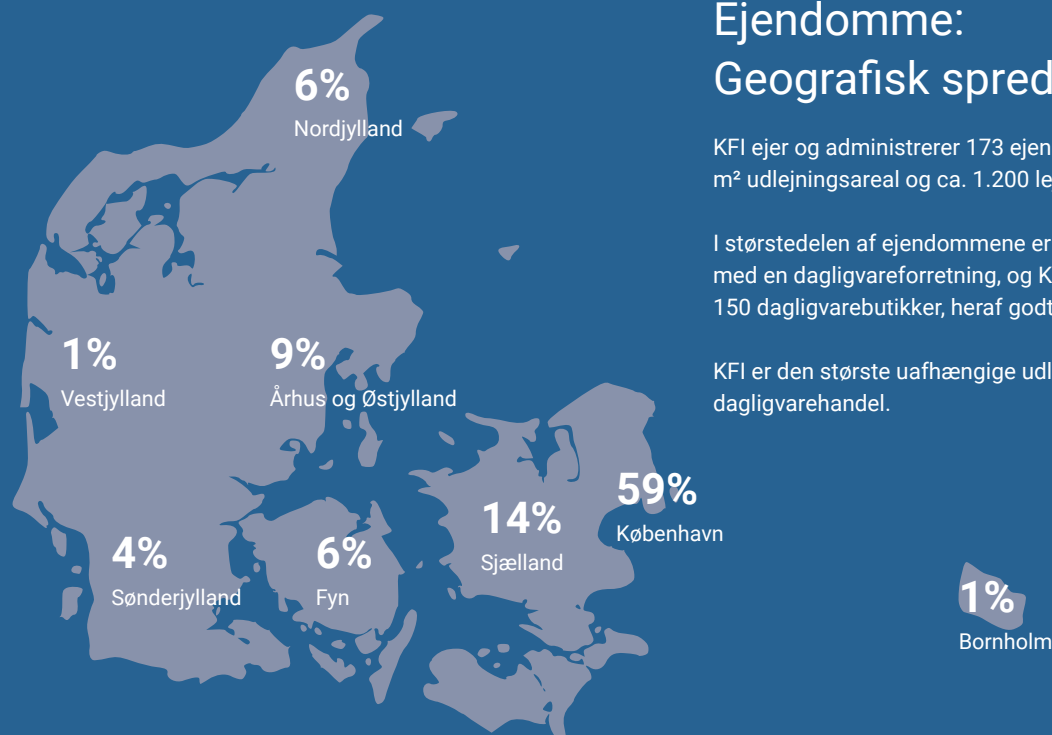 Ejendomme:
Geografisk spred
KFI ejer og administrerer 173 ejen
m² udlejningsareal og ca. 1.200 le
I størstedelen af ejendommene er
med en dagligvareforretning, og K
150 dagligvarebutikker, heraf godt
KFI er den største uafhængige udl
dagligvarehandel.
6%
Nordjylland
1%
Vestjylland
9%
Århus og Østjylland
59%
København
14%
Sjælland
4%
Sønderjylland
6%
Fyn
1%
Bornholm